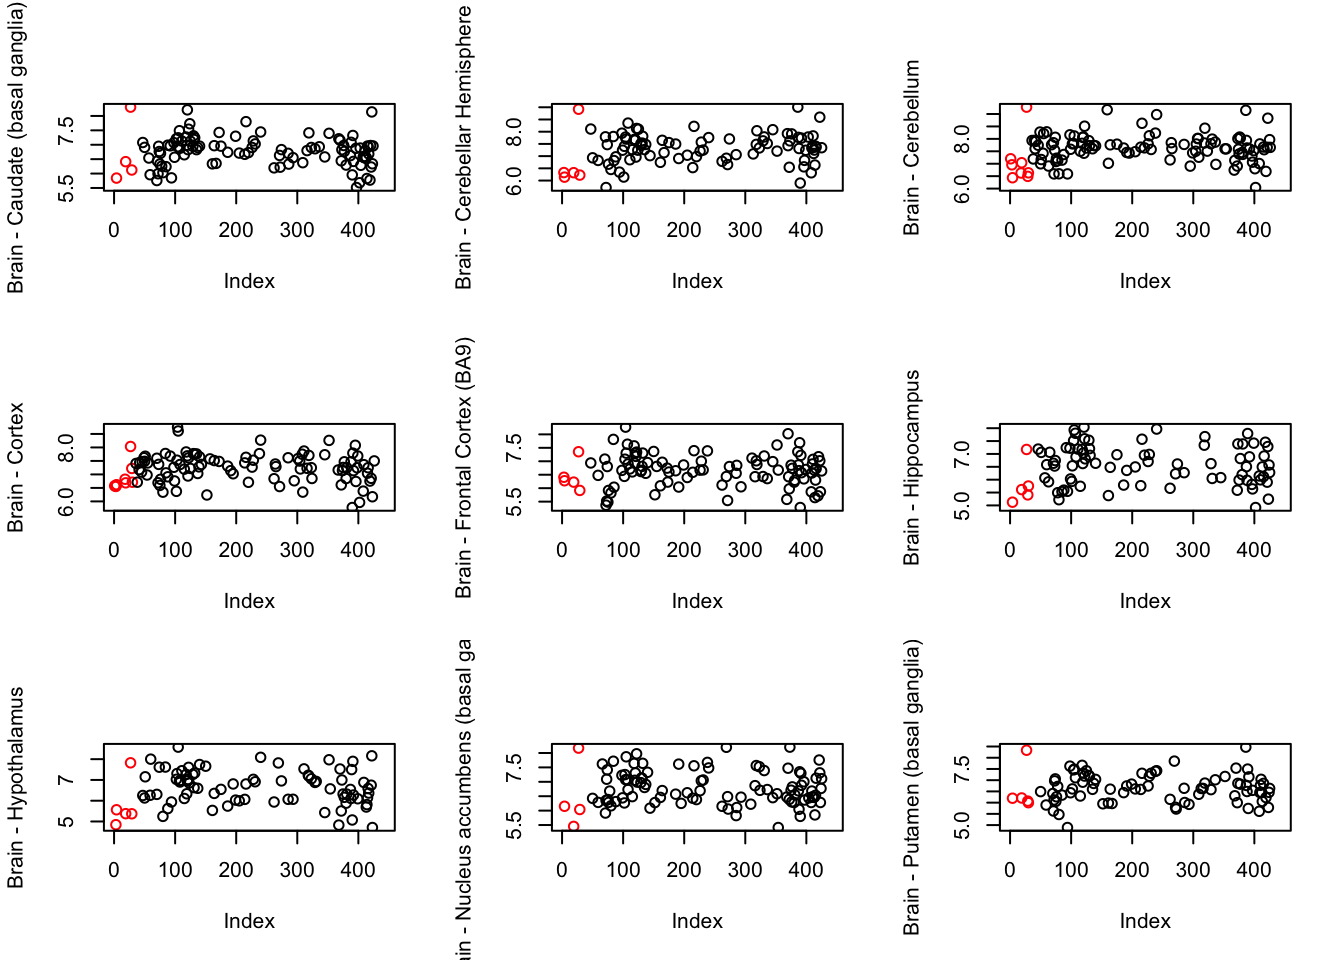 Brain - Caudate (basal ganglia)
5.5 7.5
0 100 200 300 400
Index
Brain - Cerebellar Hemisphere
6.0 8.0
0 100 200 300 400
Index
Brain - Cerebellum
6.0 8.0
0 100 200 300 400
Index
Brain - Cortex
6.0 8.0
0 100 200 300 400
Index
Brain - Frontal Cortex (BA9)
5.5 7.5
0 100 200 300 400
Index
Brain - Hippocampus
5.0 7.0
0 100 200 300 400
Index
Brain - Hypothalamus
5 7
0 100 200 300 400
Index
ain - Nucleus accumbens (basal ga
5.5 7.5
0 100 200 300 400
Index
Brain - Putamen (basal ganglia)
5.0 7.5
0 100 200 300 400
Index